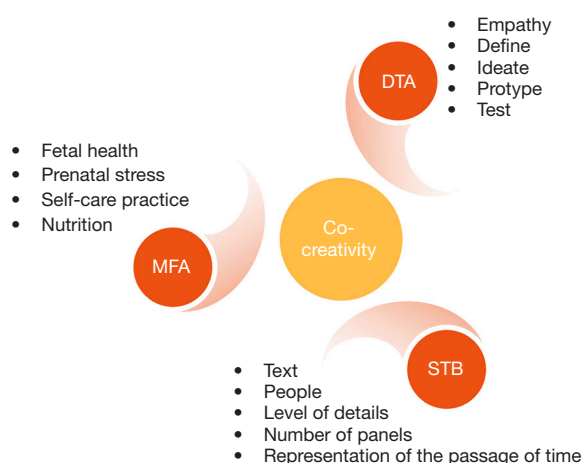 • Empathy
• Define
• Ideate
• Protype
• Test
DTA
• Fetal health
• Prenatal stress
• Self-care practice
• Nutrition
MFA
Co-
creativity
STB
• Text
• People
• Level of details
• Number of panels
• Representation of the passage of time